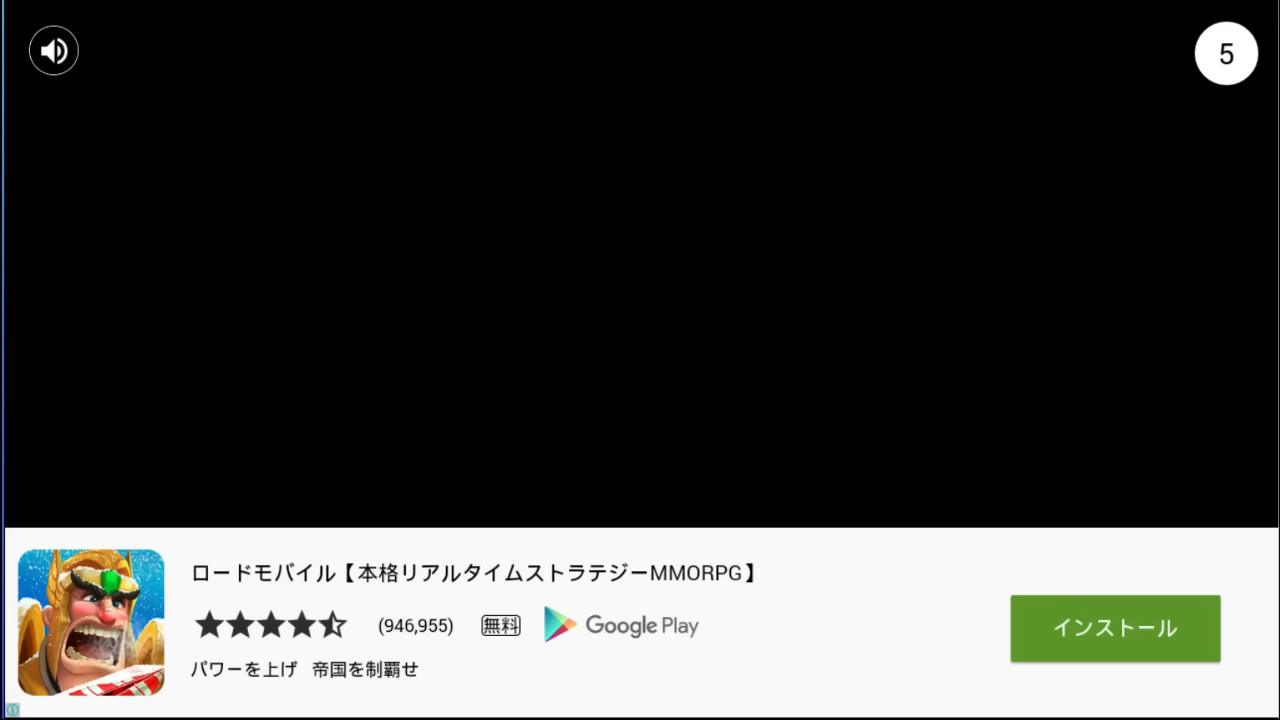 5
ロードモバイル【本格リアルタイムストラテジーMMORPG】
(946,955) 無料 Google Play
インストール
パワーを上げ 帝国を制覇せ